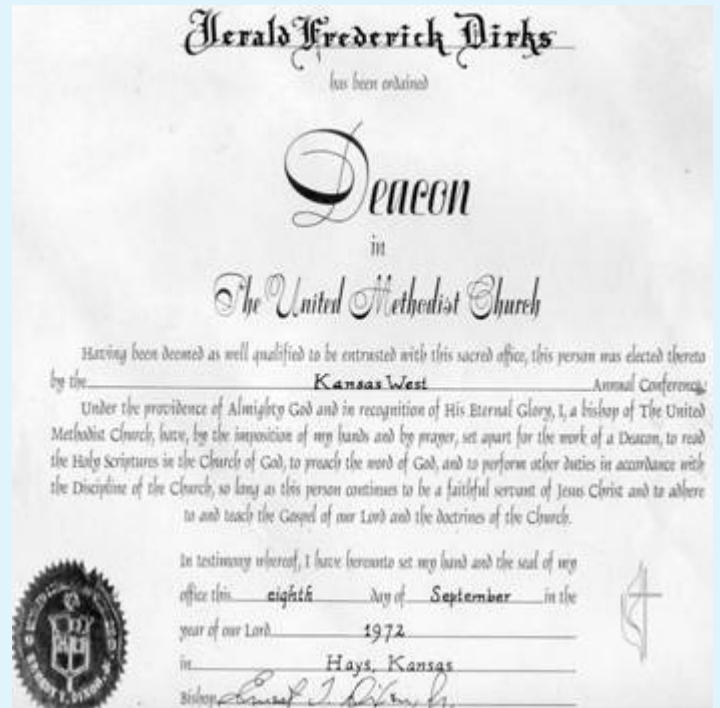 Jerald Frederick Dirks
has been ordained
Deacon
in
The United Methodist Church
Having been deemed as well qualified to be entrusted with this sacred office, this person was elected thereto
by the Kansas West Annual Conference;
Under the providence of Almighty God and in recognition of His Eternal Glory, I, a bishop of The United
Methodist Church, have, by the imposition of my hands and by prayer, set apart for the work of a Deacon, to read
the Holy Scriptures in the Church of God, to preach the word of God, and to perform other duties in accordance with
the Discipline of the Church, so long as this person continues to be a faithful servant of Jesus Christ and to adhere
to and teach the Gospel of our Lord and the doctrines of the Church.
In testimony whereof, I have hereunto set my hand and the seal of my
office this eighth day of September in the
year of our Lord 1972
in Hays, Kansas
Bishop Ernest T. Dixon Jr.